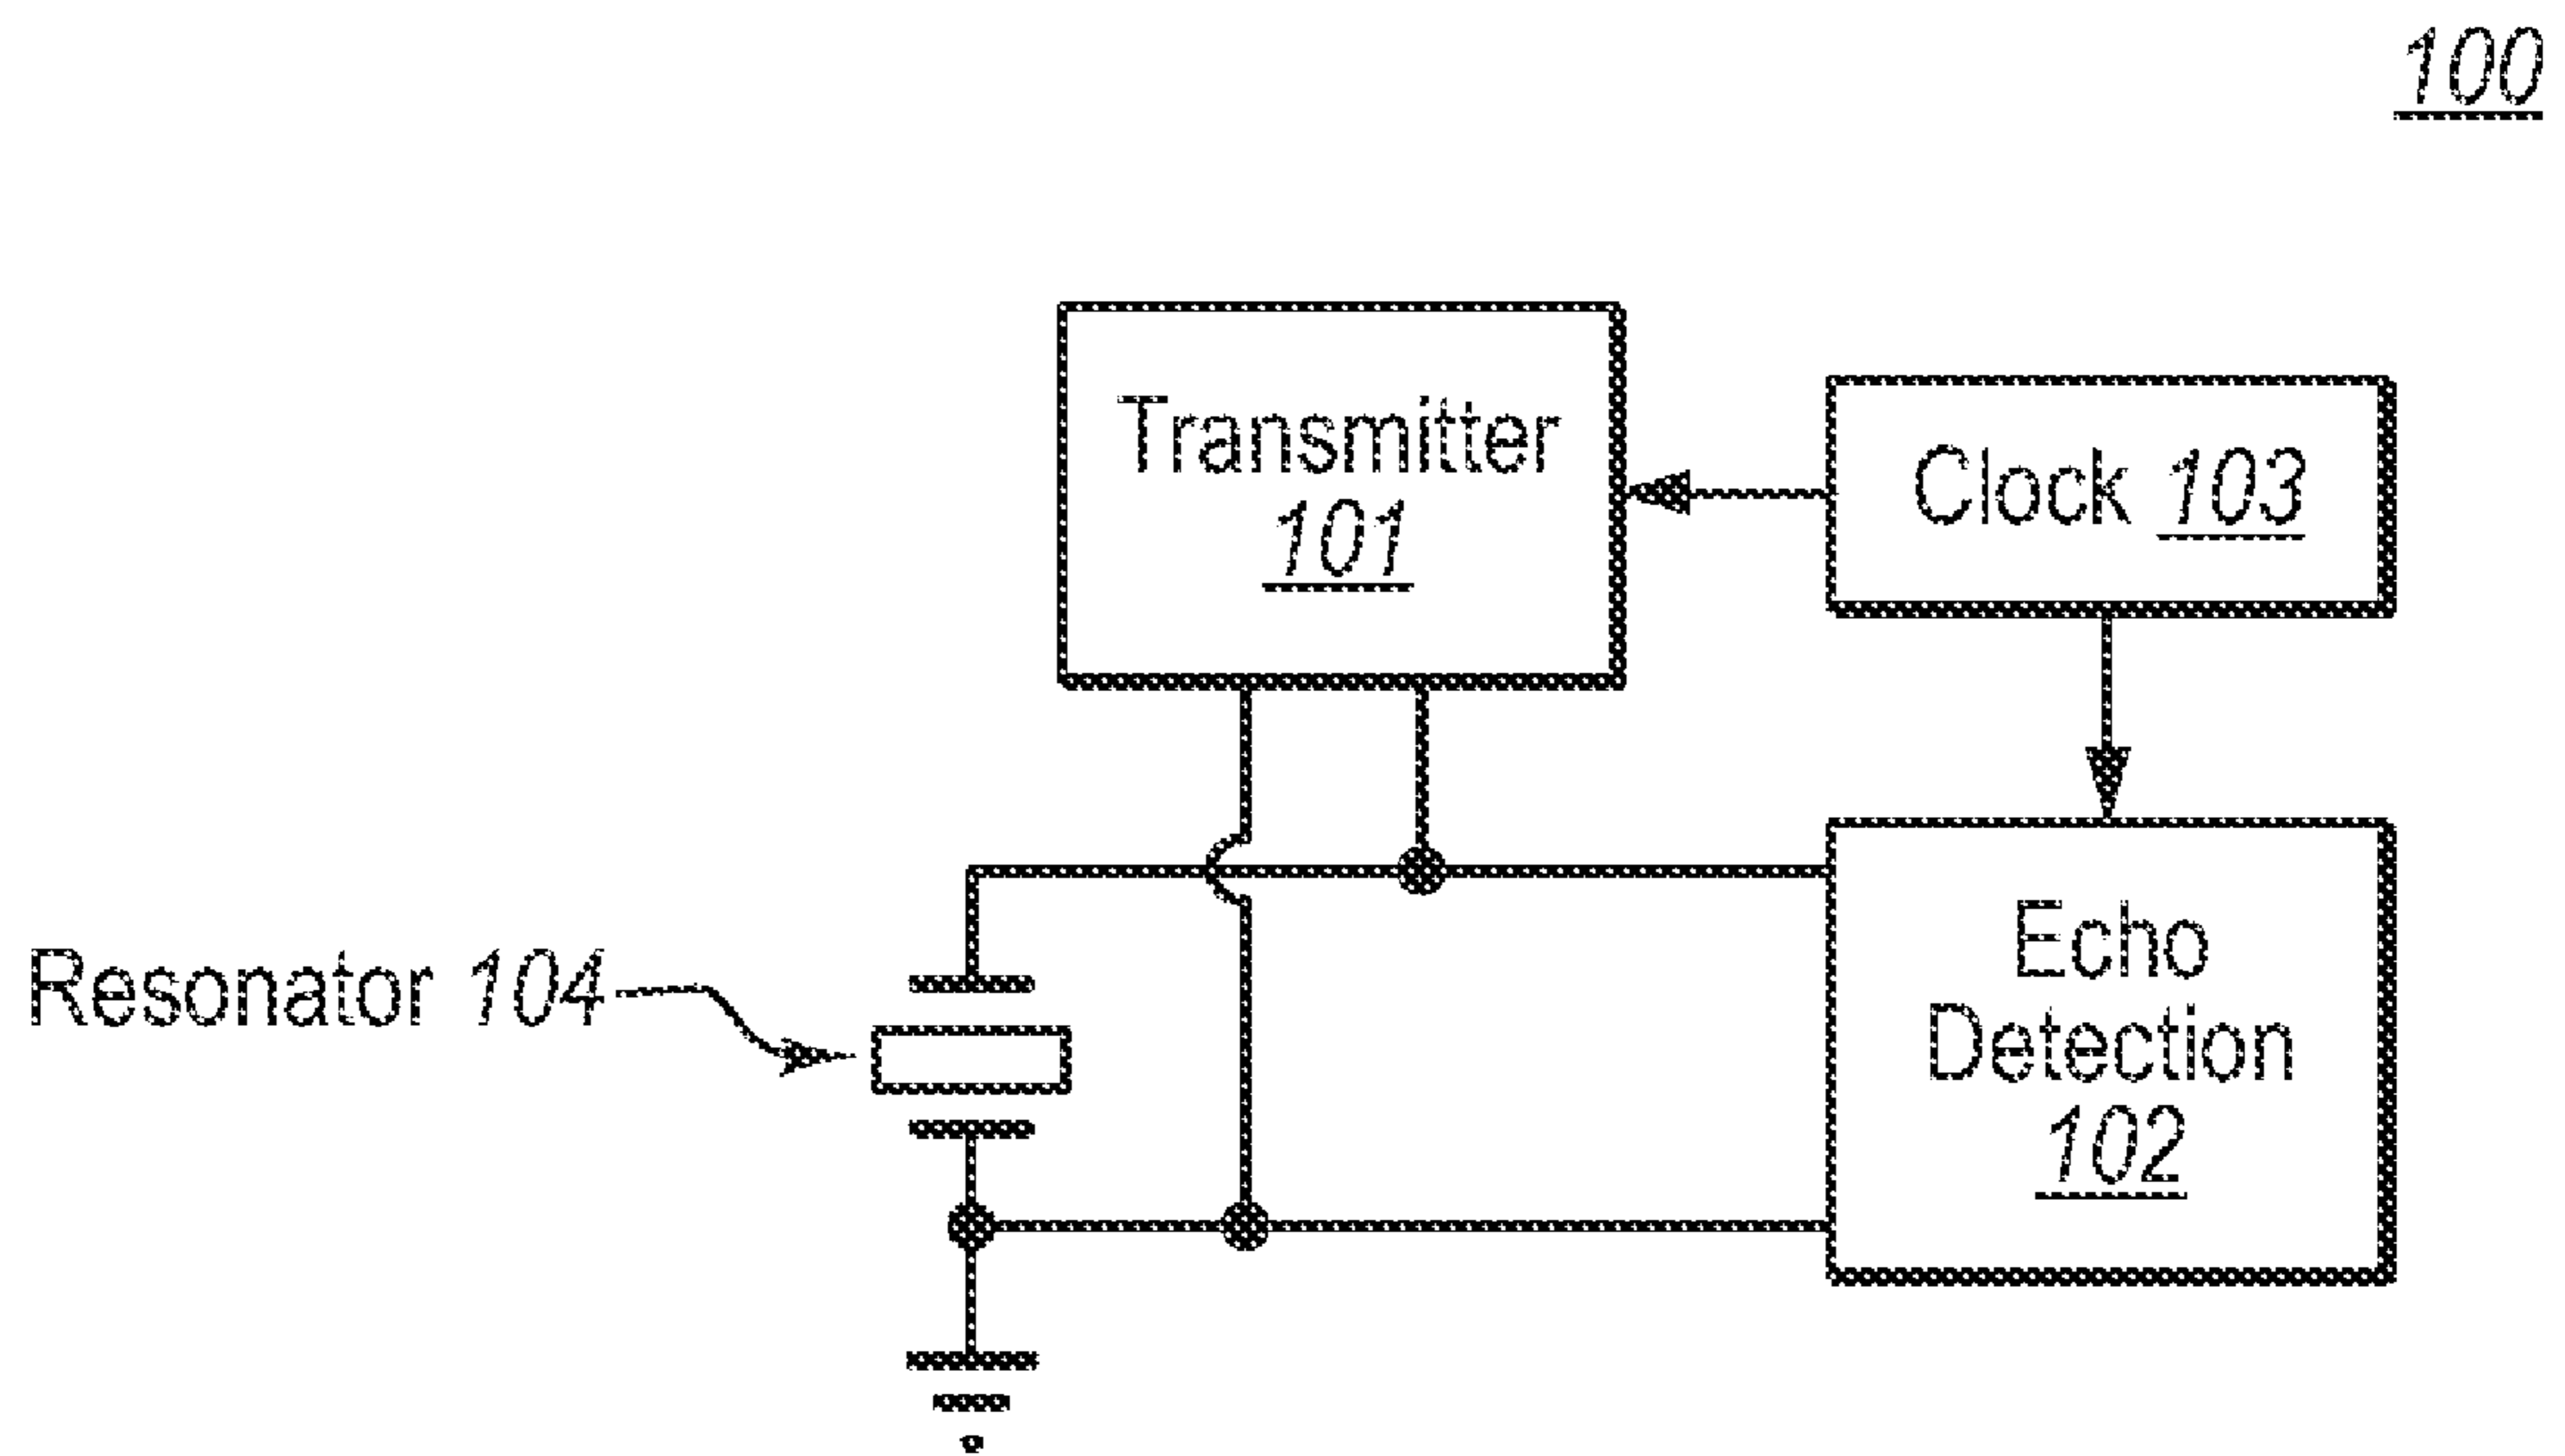 100
Transmitter
101
Clock 103
Resonator 104
Echo
Detection
102